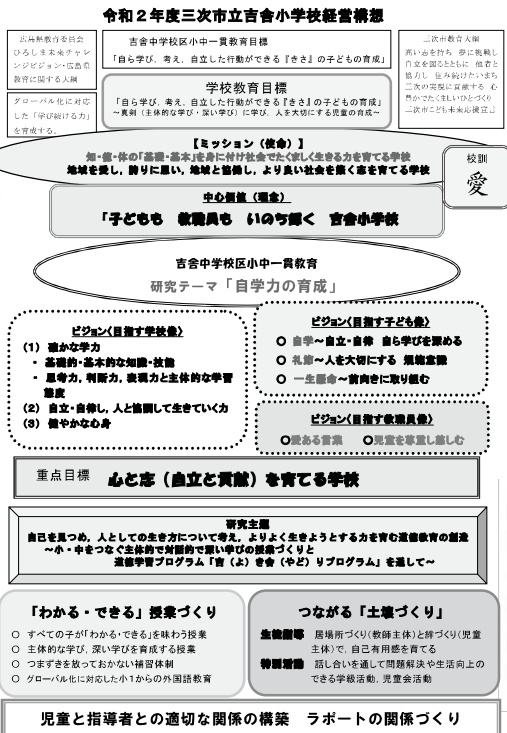 令和２年度三次市立吉舎小学校経営構想
広島県教育委員会
ひろしま未来チャレ
ンジビジョン・広島県
教育に関する大綱
グローバル化に対応
した「学び続ける力」
を育成する。
吉舎中学校区小中一貫教育目標
「自ら学び、考え、自立した行動ができる『きさ』の子どもの育成」
三次市教育大綱
高い志を持ち 夢に挑戦し
自立を図るとともに 他者と
協力し 住み続けたいまち
三次の実現に貢献する 心
豊かでたくましいひとづくり
三次市こども未来応援宣言
学校教育目標
「自ら学び、考え、自立した行動ができる『きさ』の子どもの育成」
～真剣（主体的な学び・深い学び）に学び、人を大切にする児童の育成～
【ミッション（使命）】
知・徳・体の「基礎・基本」を身に付け社会でたくましく生きる力を育てる学校
地域を愛し，誇りに思い，地域と協働し，より良い社会を築く志を育てる学校
校訓
愛
中心価値（理念）
「子どもも 教職員も いのち輝く 吉舎小学校
吉舎中学校区小中一貫教育
研究テーマ「自学力の育成」
ビジョン（目指す学校像）
（１）確かな学力
・ 基礎的・基本的な知識・技能
・ 思考力，判断力，表現力と主体的な学習
態度
（２）自立・自律し，人と協調して生きていく力
（３）健やかな心身
ビジョン（目指す子ども像）
○ 自学～自立・自律 自ら学びを深める
○ 礼節～人を大切にする 規範意識
○ 一生懸命～前向きに取り組む
ビジョン（目指す教職員像）
○愛ある言葉 ○児童を尊重し慈しむ
重点目標 心と志（自立と貢献）を育てる学校
研究主題
自己を見つめ，人としての生き方について考え，よりよく生きようとする力を育む道徳教育の創造
～小・中をつなぐ主体的で対話的で深い学びの授業づくりと
道徳学習プログラム「吉（よ）き舎（やど）りプログラム」を通して～
「わかる・できる」授業づくり
○ すべての子が「わかる・できる」を味わう授業
○ 主体的な学び，深い学びを育成する授業
○ つまずきを放っておかない補習体制
○ グローバル化に対応した小１からの外国語教育
つながる「土壌づくり」
生徒指導 居場所づくり（教師主体）と絆づくり（児童
主体）で，自己有用感を育てる
特別活動 話し合いを通して問題解決や生活向上の
できる学級活動，児童会活動
児童と指導者との適切な関係の構築 ラポートの関係づくり